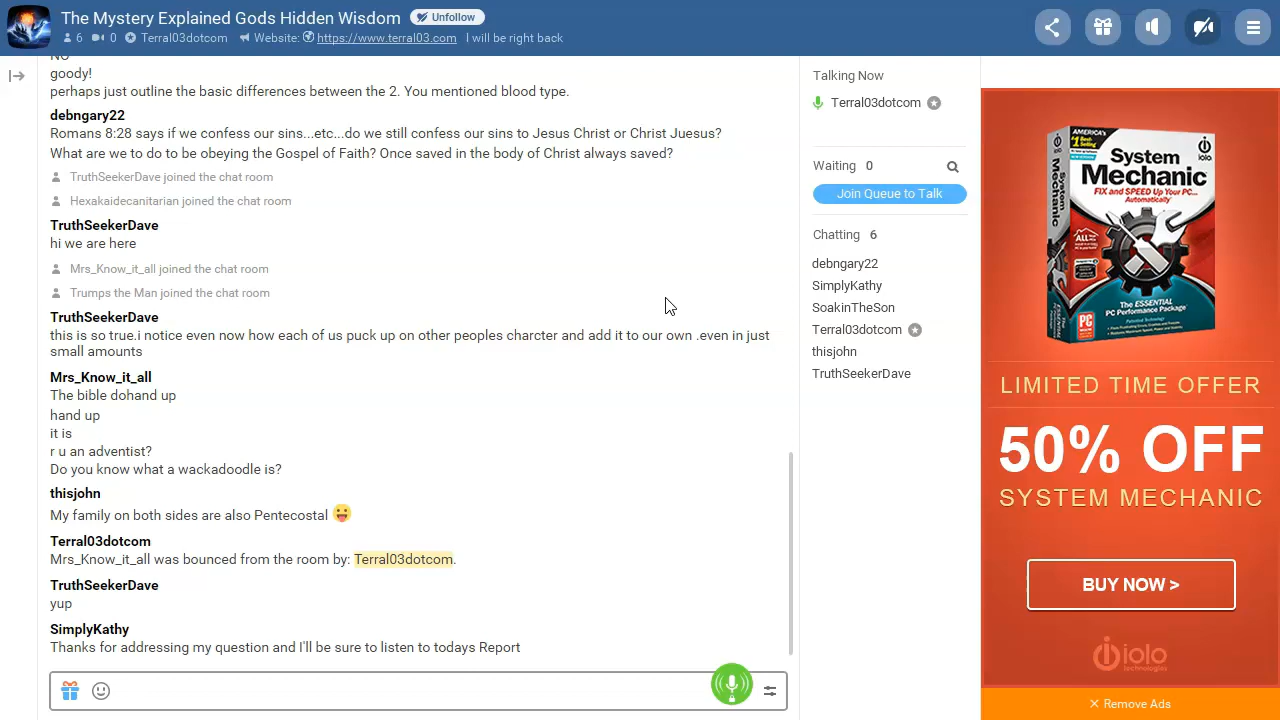 The Mystery Explained Gods Hidden Wisdom
Unfollow
6 0 Terral03dotcom Website: https://www.terral03.com I will be right back
NO
goody!
perhaps just outline the basic differences between the 2. You mentioned blood type.
debngary22
Romans 8:28 says if we confess our sins...etc...do we still confess our sins to Jesus Christ or Christ Juesus?
What are we to do to be obeying the Gospel of Faith? Once saved in the body of Christ always saved?
TruthSeekerDave joined the chat room
Hexakaidecanitarian joined the chat room
TruthSeekerDave
hi we are here
Mrs_Know_it_all joined the chat room
Trumps the Man joined the chat room
TruthSeekerDave
this is so true.i notice even now how each of us puck up on other peoples charcter and add it to our own .even in just
small amounts
Mrs_Know_it_all
The bible dohand up
hand up
it is
r u an adventist?
Do you know what a wackadoodle is?
thisjohn
My family on both sides are also Pentecostal
Terral03dotcom
Mrs_Know_it_all was bounced from the room by: Terral03dotcom.
TruthSeekerDave
yup
SimplyKathy
Thanks for addressing my question and I'll be sure to listen to todays Report
Talking Now
Terral03dotcom
Waiting 0
Join Queue to Talk
Chatting 6
debngary22
SimplyKathy
SoakinTheSon
Terral03dotcom
thisjohn
TruthSeekerDave
AMERICA'S
#1 Best-Selling
iolo
System
Mechanic
FIX and SPEED Up Your PC...
Automatically
System
Mechanic
The ESSENTIAL
PC Performance Package
LIMITED TIME OFFER
50% OFF
SYSTEM MECHANIC
BUY NOW >
iolo
technologies
Remove Ads